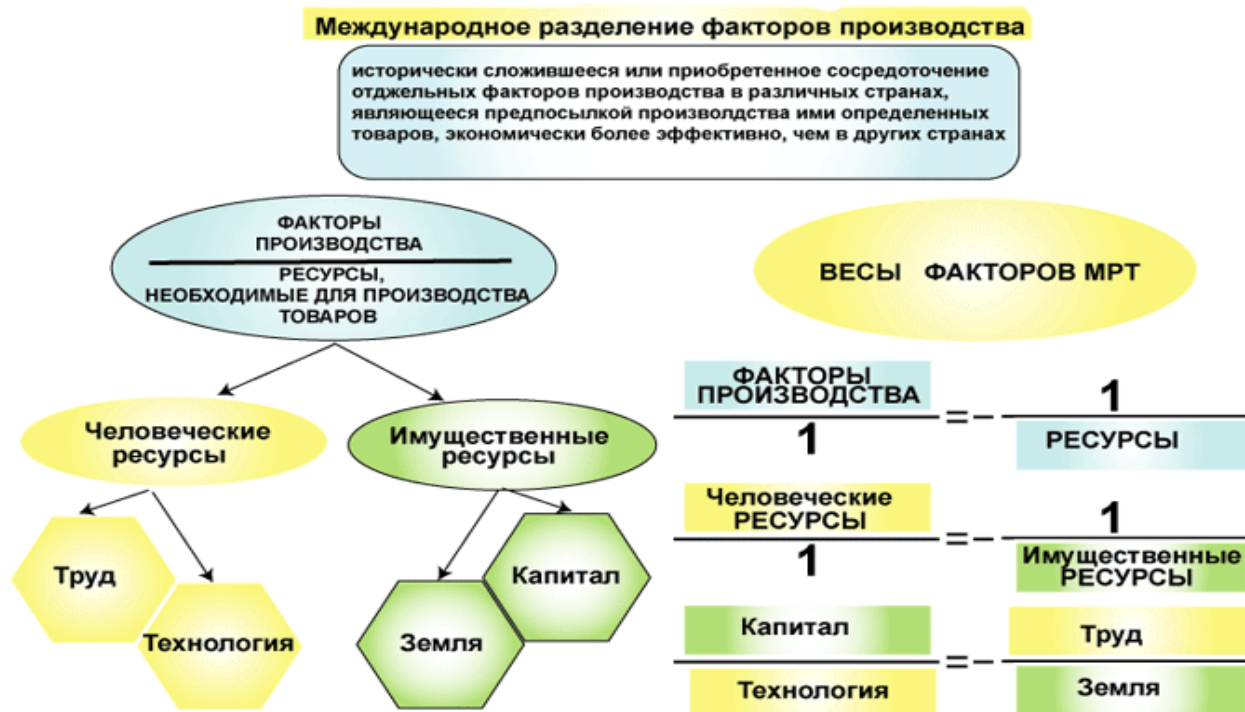 Международное разделение факторов производства
исторически сложившееся или приобретенное сосредоточение
отджельных факторов производства в различных странах,
являющееся предпосылкой произволдства ими определенных
товаров, экономически более эффективно, чем в других странах
ФАКТОРЫ
ПРОИЗВОДСТВА
РЕСУРСЫ,
НЕОБХОДИМЫЕ ДЛЯ ПРОИЗВОДСТВА
ТОВАРОВ
Человеческие
ресурсы
Имущественные
ресурсы
Труд
Технология
Земля
Капитал
ВЕСЫ ФАКТОРОВ МРТ
ФАКТОРЫ
ПРОИЗВОДСТВА
1
=-
1
РЕСУРСЫ
Человеческие
РЕСУРСЫ
1
=-
1
Имущественные
РЕСУРСЫ
Капитал
Технология
=-
Труд
Земля